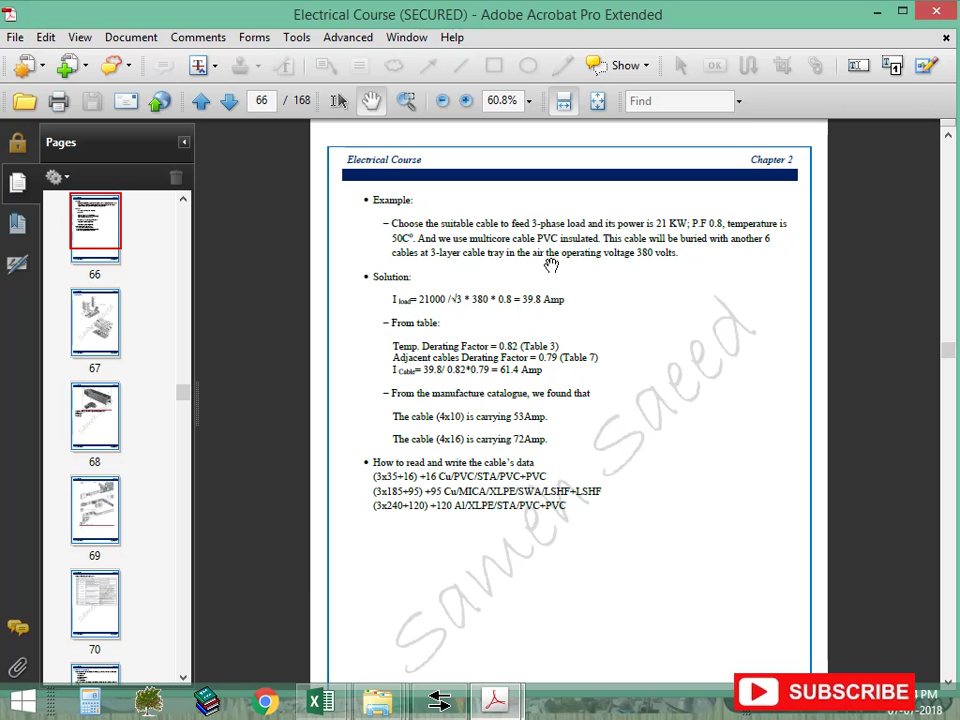 Electrical Course (SECURED) - Adobe Acrobat Pro Extended
File Edit View Document Comments Forms Tools Advanced Window Help
Show
OK
66 / 168
60.8%
Find
Pages
66
67
68
69
70
Electrical Course Chapter 2
• Example:
– Choose the suitable cable to feed 3-phase load and its power is 21 KW; P.F 0.8, temperature is
50C°. And we use multicore cable PVC insulated. This cable will be buried with another 6
cables at 3-layer cable tray in the air the operating voltage 380 volts.
• Solution:
I load= 21000 /√3 * 380 * 0.8 = 39.8 Amp
– From table:
Temp. Derating Factor = 0.82 (Table 3)
Adjacent cables Derating Factor = 0.79 (Table 7)
I Cable= 39.8/ 0.82*0.79 = 61.4 Amp
– From the manufacture catalogue, we found that
The cable (4x10) is carrying 53Amp.
The cable (4x16) is carrying 72Amp.
• How to read and write the cable's data
(3x35+16) +16 Cu/PVC/STA/PVC+PVC
(3x185+95) +95 Cu/MICA/XLPE/SWA/LSHF+LSHF
(3x240+120) +120 Al/XLPE/STA/PVC+PVC
Samen Saeed
SUBSCRIBE
PM
2018